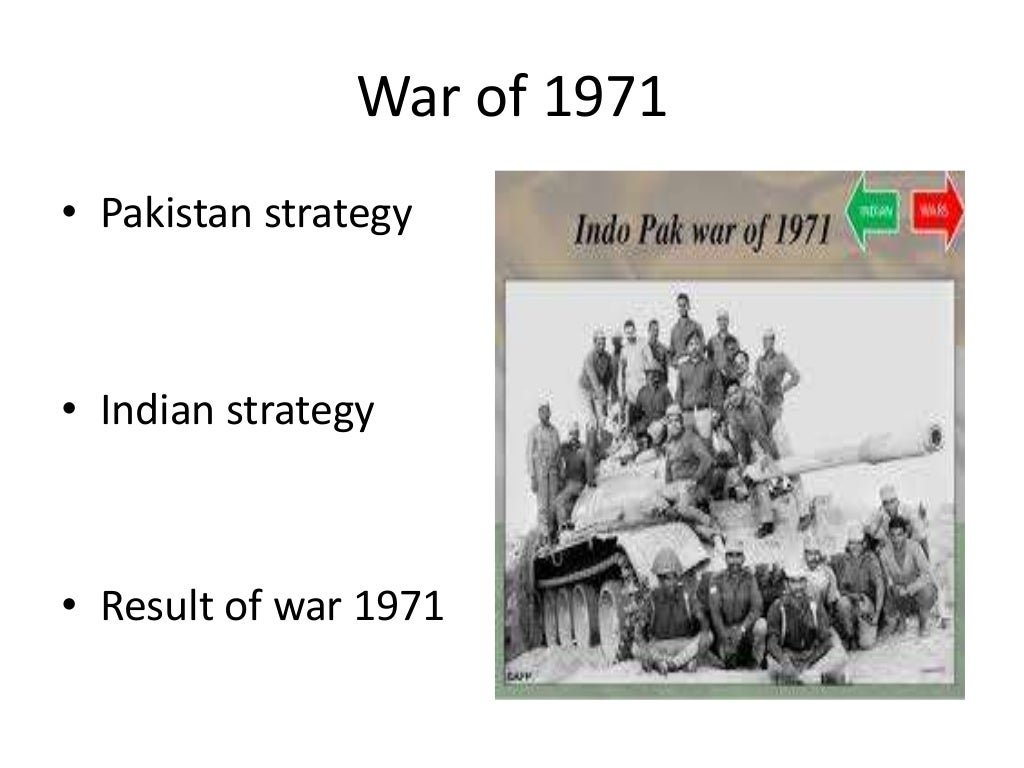 War of 1971
• Pakistan strategy
• Indian strategy
• Result of war 1971
Indo Pak war of 1971
INDIAN
WARS